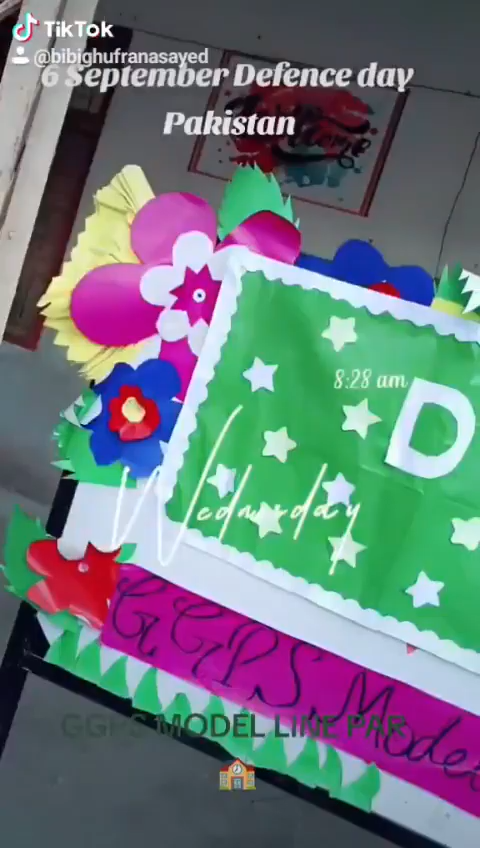 TikTok
@bibighufranasayed
6 September Defence day
Pakistan
8:28 am
D
Wednesday
GGPS Model
GGPS MODEL LINE PAR